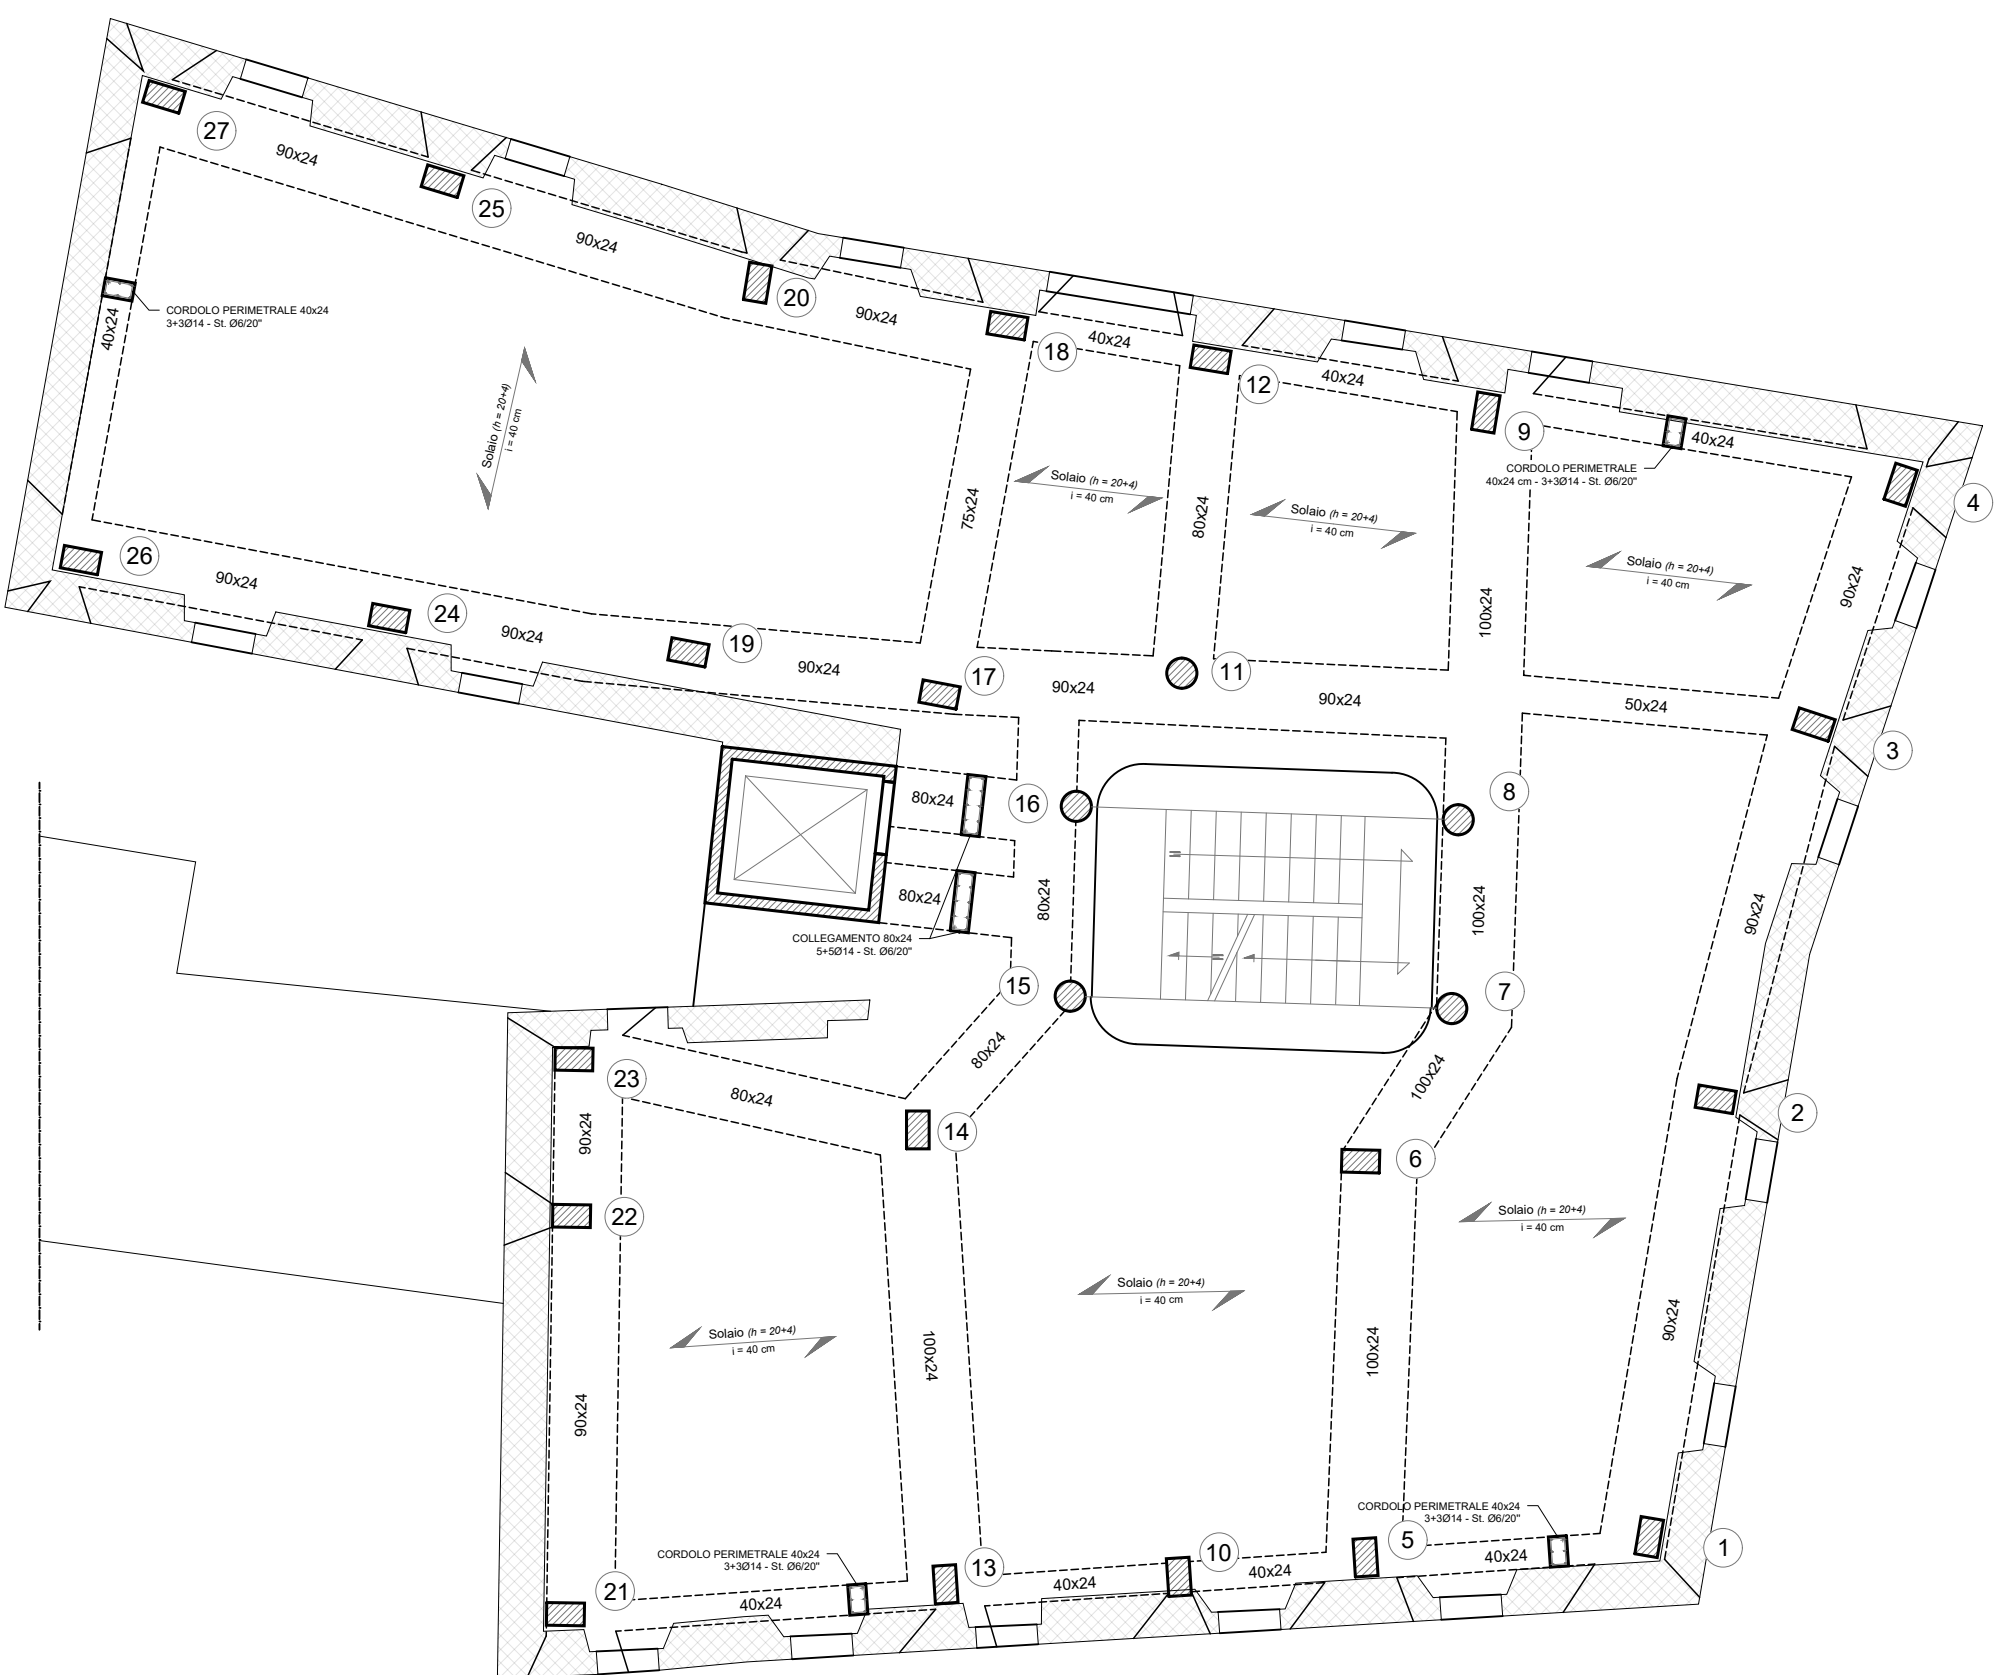 27
90x24
25
90x24
20
90x24
18
40x24
12
40x24
9
40x24
4
CORDOLO PERIMETRALE 40x24
3+3Ø14 - St. Ø6/20"
40x24
Solaio (h = 20+4)
i = 40 cm
75x24
Solaio (h = 20+4)
i = 40 cm
80x24
Solaio (h = 20+4)
i = 40 cm
CORDOLO PERIMETRALE
40x24 cm - 3+3Ø14 - St. Ø6/20"
Solaio (h = 20+4)
i = 40 cm
100x24
90x24
26
90x24
24
90x24
19
90x24
17
90x24
11
90x24
50x24
3
80x24
16
8
80x24
80x24
100x24
90x24
COLLEGAMENTO 80x24
5+5Ø14 - St. Ø6/20"
15
7
80x24
100x24
23
80x24
14
6
2
90x24
22
Solaio (h = 20+4)
i = 40 cm
Solaio (h = 20+4)
i = 40 cm
Solaio (h = 20+4)
i = 40 cm
90x24
100x24
100x24
90x24
CORDOLO PERIMETRALE 40x24
3+3Ø14 - St. Ø6/20"
CORDOLO PERIMETRALE 40x24
3+3Ø14 - St. Ø6/20"
21
40x24
13
40x24
10
40x24
5
40x24
1